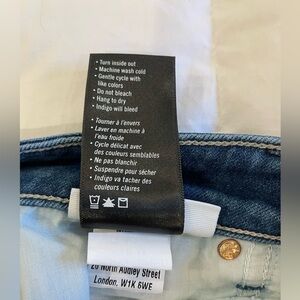 • Turn inside out
• Machine wash cold
• Gentle cycle with
like colors
• Do not bleach
• Hang to dry
• Indigo will bleed
• Tourner à l'envers
• Laver en machine à
l'eau froide
• Cycle délicat avec
des couleurs semblables
• Ne pas blanchir
• Suspendre pour sécher
• Indigo va tacher des
couleurs claires
20 North Audley Street
London. W1K 6WE